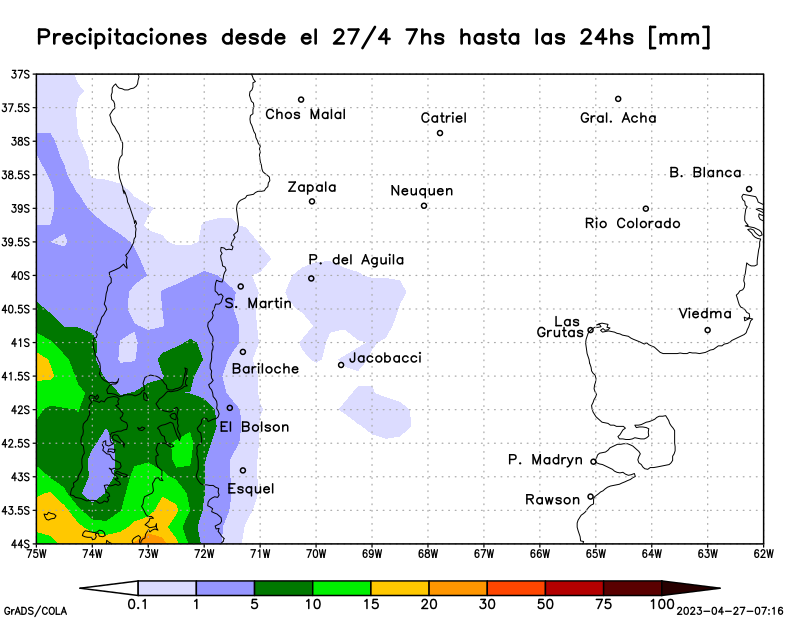 Precipitaciones desde el 27/4 7hs hasta las 24hs [mm]
37S
37.5S
Chos Malal
Catriel
Gral. Acha
38S
38.5S
B. Blanca
Zapala
Neuquen
39S
Rio Colorado
39.5S
P. del Aguila
40S
S. Martin
40.5S
Viedma
Las
Grutas
41S
Jacobacci
Bariloche
41.5S
42S
El Bolson
42.5S
P. Madryn
43S
Esquel
Rawson
43.5S
44S
75W 74W 73W 72W 71W 70W 69W 68W 67W 66W 65W 64W 63W 62W
0.1 1 5 10 15 20 30 50 75 100
GrADS/COLA
2023-04-27-07:16